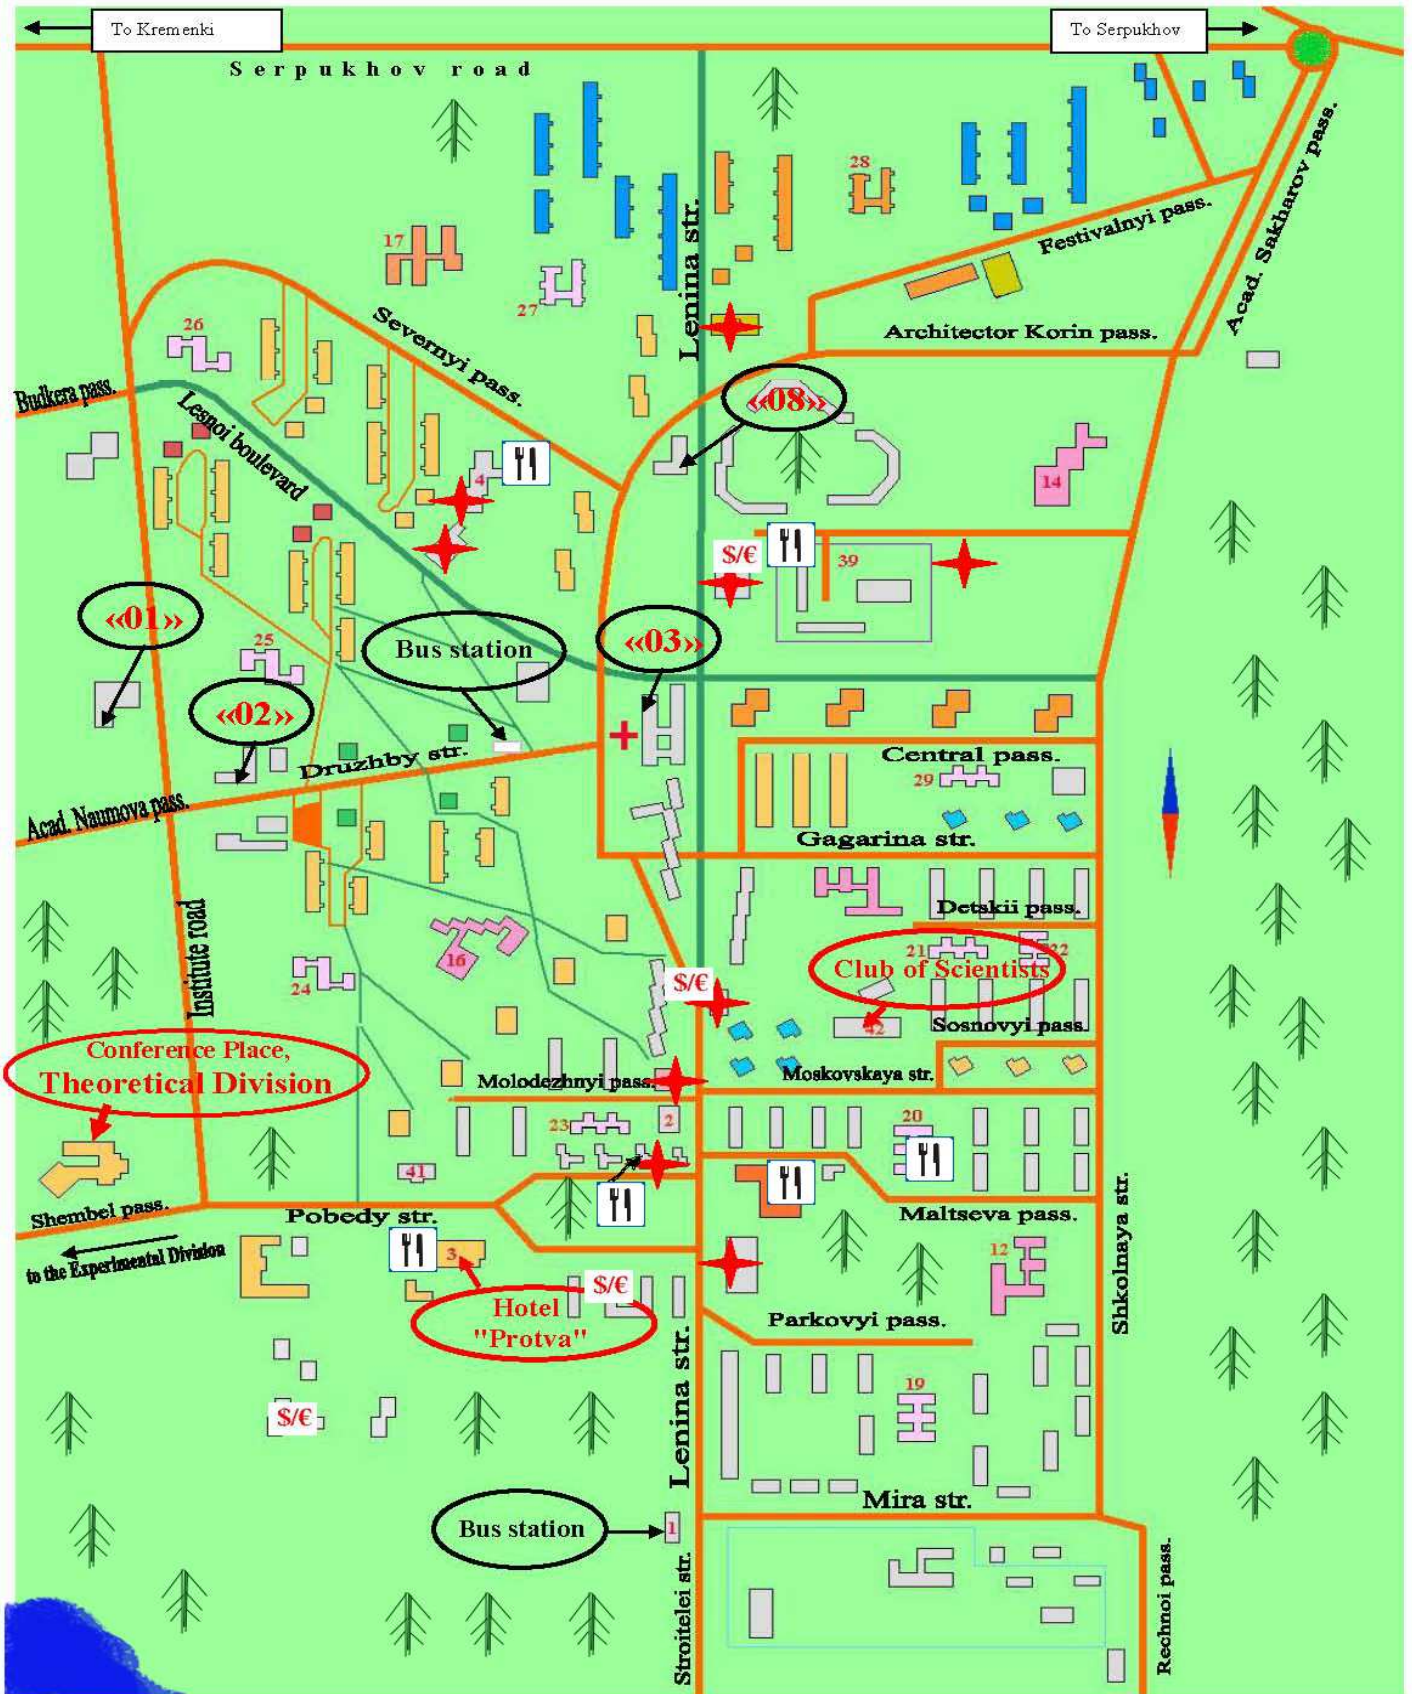 To Kremenki
To Serpukhov
Serpukhov road
Acad. Sakharov pass.
28
Lenina str.
Festivalnyi pass.
17
27
26
Severnyi pass.
Architector Korin pass.
Budkera pass.
Lesnoi boulevard
«08»
4
14
$/€
39
«01»
Bus station
«03»
25
«02»
Druzhby str.
Central pass.
29
Acad. Naumova pass.
Gagarina str.
Institute road
Detskii pass.
16
21
22
Club of Scientists
24
$/€
42
Sosnovyi pass.
Conference Place,
Theoretical Division
Molodezhnyi pass.
Moskovskaya str.
23
2
20
41
Shembel pass.
Pobedy str.
Maltseva pass.
Shkolnaya str.
to the Experimental Division
3
12
$/€
Hotel
"Protva"
Parkovyi pass.
Lenina str.
19
$/€
Mira str.
Bus station
1
Stroitelei str.
Rechnoi pass.